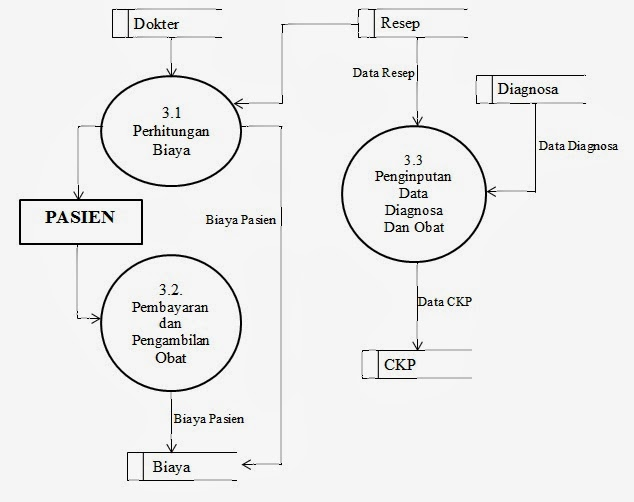 Dokter
Resep
Data Resep
Diagnosa
3.1
Perhitungan
Biaya
Data Diagnosa
3.3
Penginputan
Data
Diagnosa
Dan Obat
PASIEN
Biaya Pasien
3.2.
Pembayaran
dan
Pengambilan
Obat
Data CKP
CKP
Biaya Pasien
Biaya